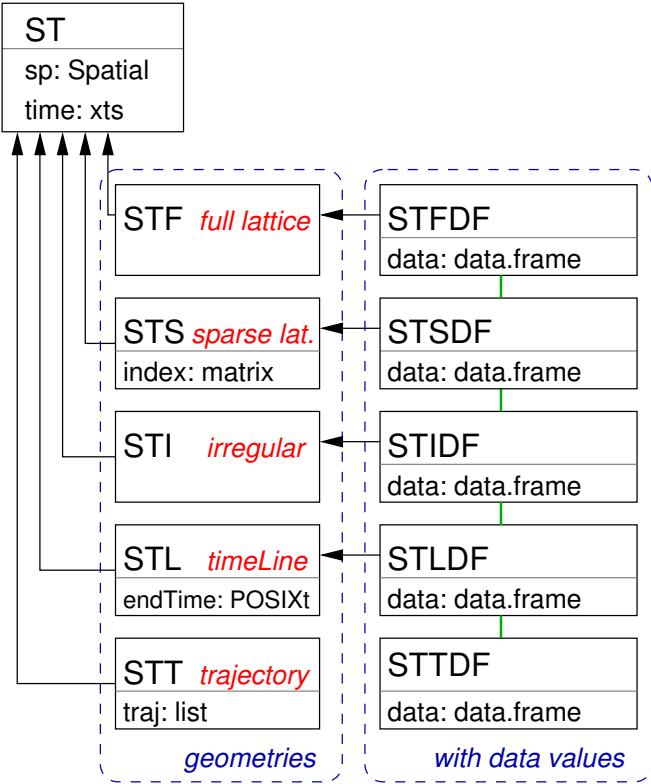 ST
sp: Spatial
time: xts
STF full lattice
STFDF
data: data.frame
STS sparse lat.
index: matrix
STSDF
data: data.frame
STI irregular
STIDF
data: data.frame
STL timeLine
endTime: POSIXt
STLDF
data: data.frame
STT trajectory
traj: list
STTDF
data: data.frame
geometries
with data values